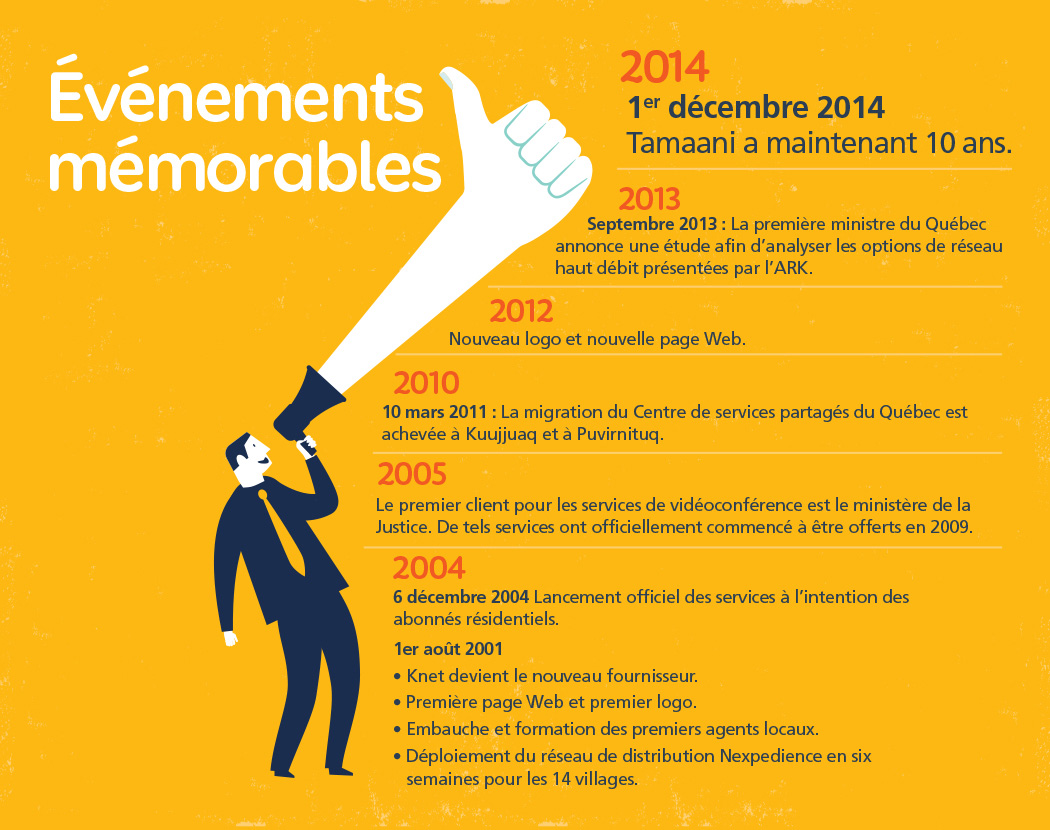 Événements
mémorables
2014
1er décembre 2014
Tamaani a maintenant 10 ans.
2013
Septembre 2013 : La première ministre du Québec
annonce une étude afin d’analyser les options de réseau
haut débit présentées par l’ARK.
2012
Nouveau logo et nouvelle page Web.
2010
10 mars 2011 : La migration du Centre de services partagés du Québec est
achevée à Kuujjuaq et à Puvirnituq.
2005
Le premier client pour les services de vidéoconférence est le ministère de la
Justice. De tels services ont officiellement commencé à être offerts en 2009.
2004
6 décembre 2004 Lancement officiel des services à l’intention des
abonnés résidentiels.
1er août 2001
• Knet devient le nouveau fournisseur.
• Première page Web et premier logo.
• Embauche et formation des premiers agents locaux.
• Déploiement du réseau de distribution Nexpedience en six
semaines pour les 14 villages.